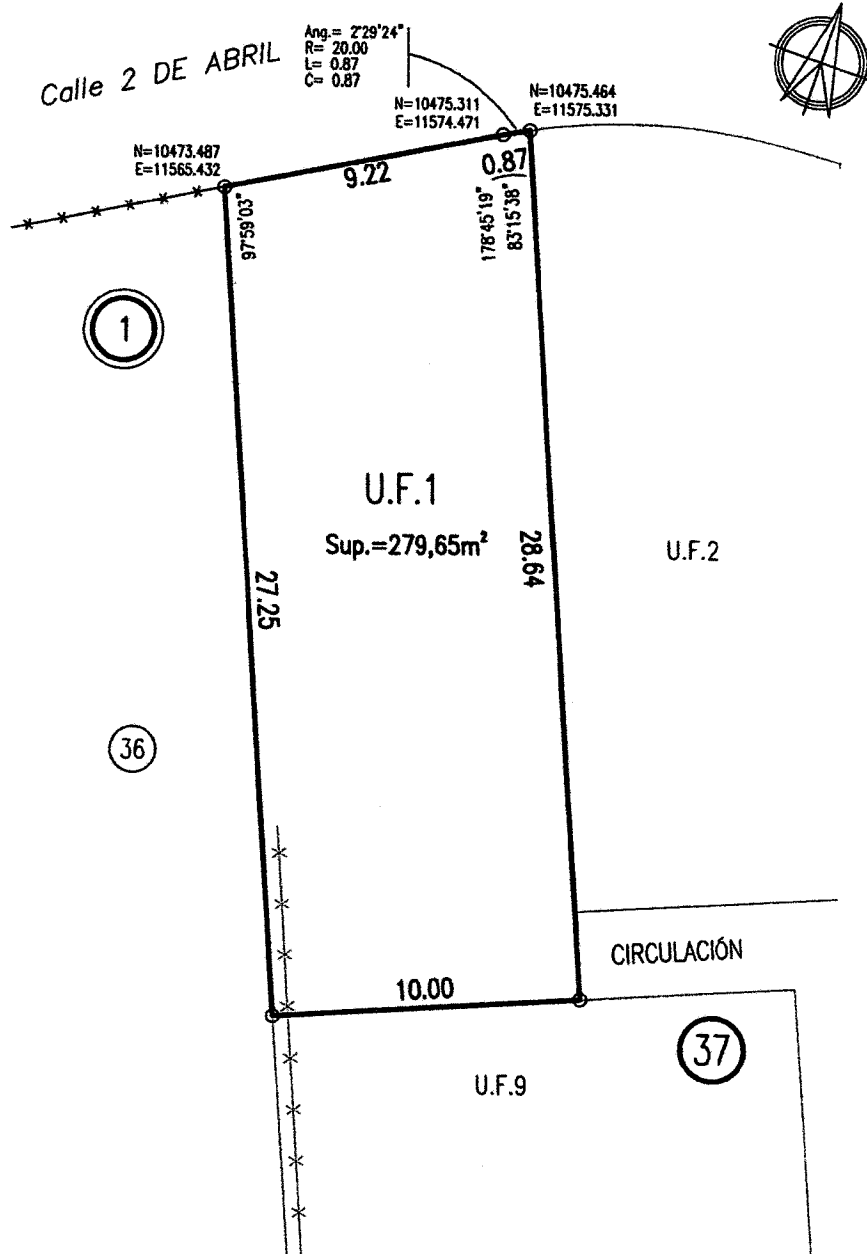 Calle 2 DE ABRIL
Ang.= 2°29'24"
R= 20.00
L= 0.87
C= 0.87
N=10475.311
E=11574.471
N=10475.464
E=11575.331
N=10473.487
E=11565.432
9.22
0.87
97°59'03"
178°45'19"
83°15'38"
1
U.F.1
Sup.=279,65m²
27.25
28.64
U.F.2
36
CIRCULACIÓN
10.00
37
U.F.9